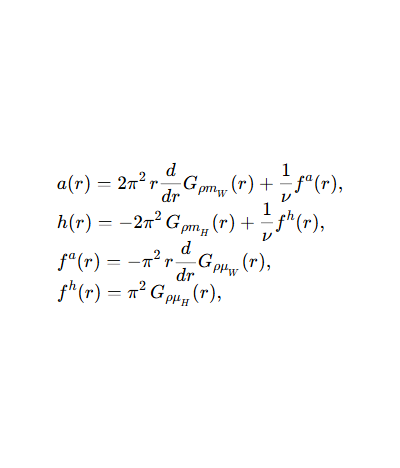 a(r) = 2π² r d/dr G_{ρm_W}(r) + 1/ν f^a(r),
h(r) = −2π² G_{ρm_H}(r) + 1/ν f^h(r),
f^a(r) = −π² r d/dr G_{ρμ_W}(r),
f^h(r) = π² G_{ρμ_H}(r),